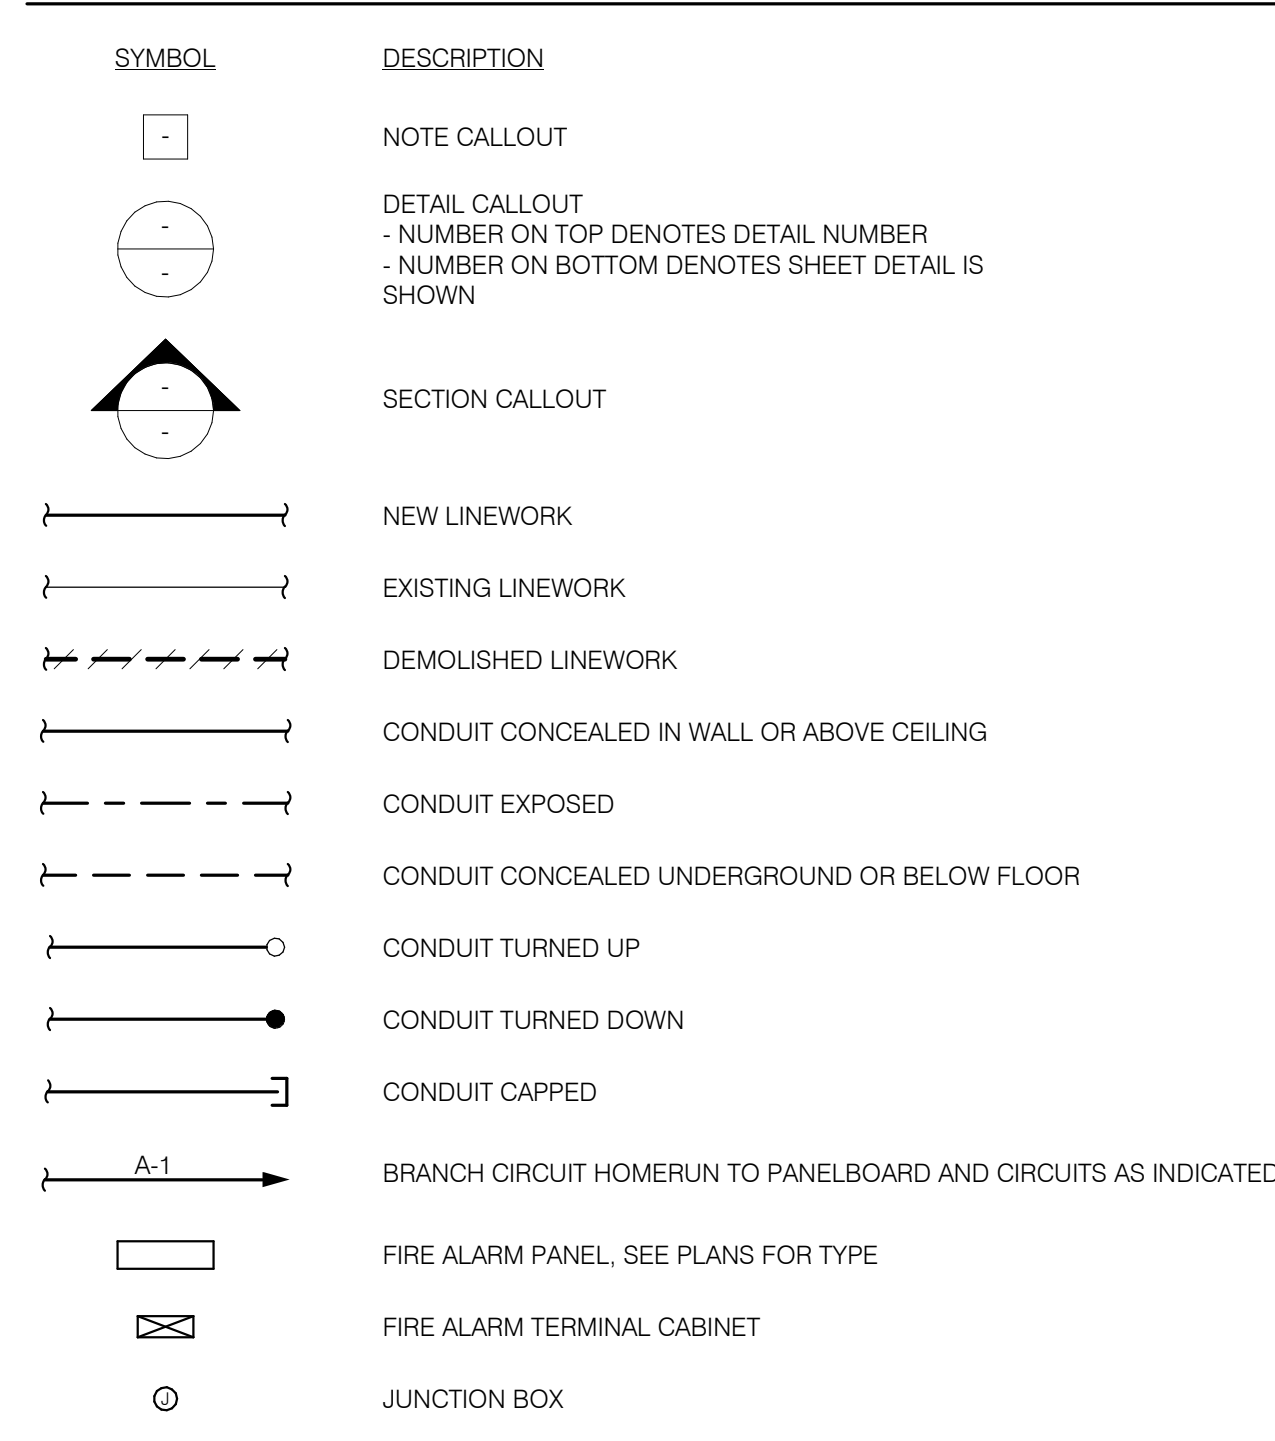 SYMBOL DESCRIPTION
- NOTE CALLOUT
DETAIL CALLOUT
- - NUMBER ON TOP DENOTES DETAIL NUMBER
- - NUMBER ON BOTTOM DENOTES SHEET DETAIL IS
SHOWN
-
SECTION CALLOUT
-
NEW LINEWORK
EXISTING LINEWORK
DEMOLISHED LINEWORK
CONDUIT CONCEALED IN WALL OR ABOVE CEILING
CONDUIT EXPOSED
CONDUIT CONCEALED UNDERGROUND OR BELOW FLOOR
CONDUIT TURNED UP
CONDUIT TURNED DOWN
CONDUIT CAPPED
A-1 BRANCH CIRCUIT HOMERUN TO PANELBOARD AND CIRCUITS AS INDICATED
FIRE ALARM PANEL, SEE PLANS FOR TYPE
FIRE ALARM TERMINAL CABINET
J JUNCTION BOX